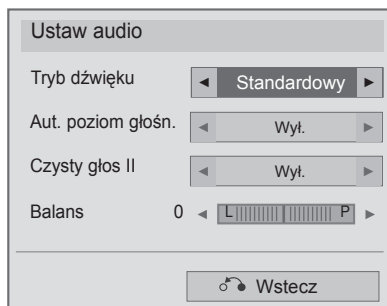 Ustaw audio
Tryb dźwięku ◄ Standardowy ►
Aut. poziom głośn. ◄ Wył. ►
Czysty głos II ◄ Wył. ►
Balans 0 ◄ L P ►
Wstecz